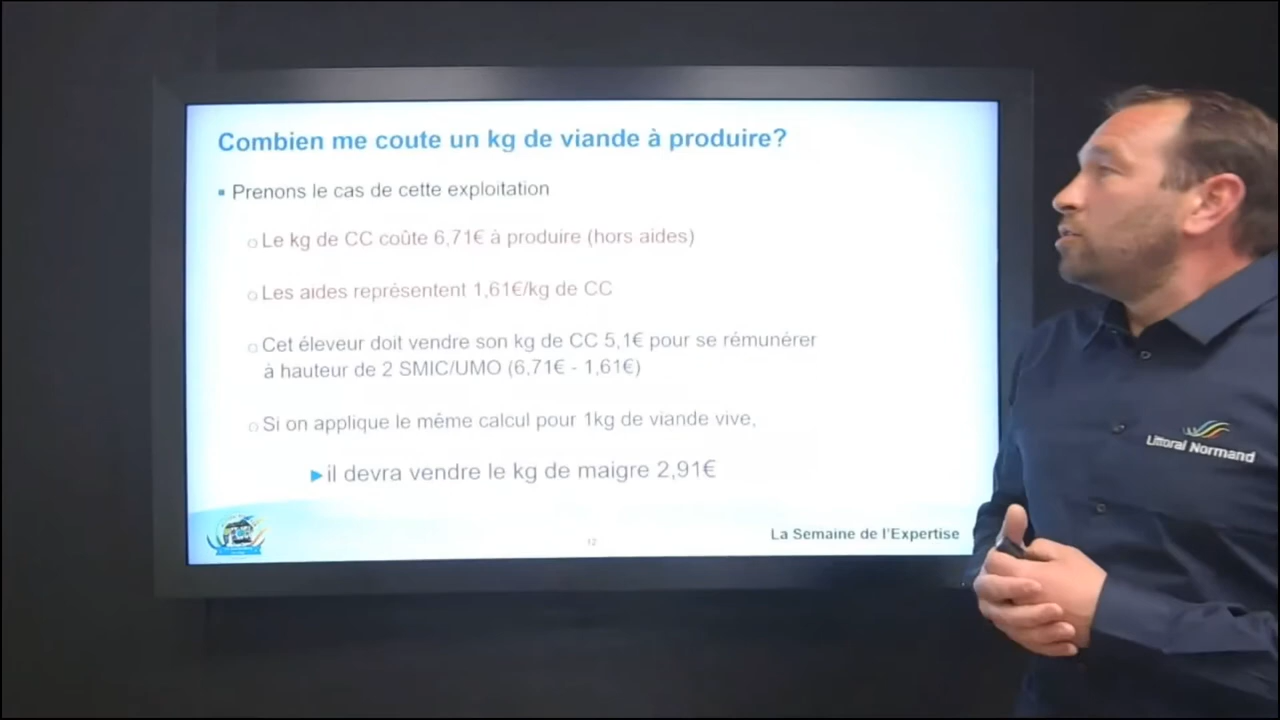 Combien me coute un kg de viande à produire?
Prenons le cas de cette exploitation
Le kg de CC coûte 6,71€ à produire (hors aides)
Les aides représentent 1,61€/kg de CC
Cet éleveur doit vendre son kg de CC 5,1€ pour se rémunérer
à hauteur de 2 SMIC/UMO (6,71€ - 1,61€)
Si on applique le même calcul pour 1kg de viande vive,
il devra vendre le kg de maigre 2,91€
12
La Semaine de l'Expertise
Littoral Normand